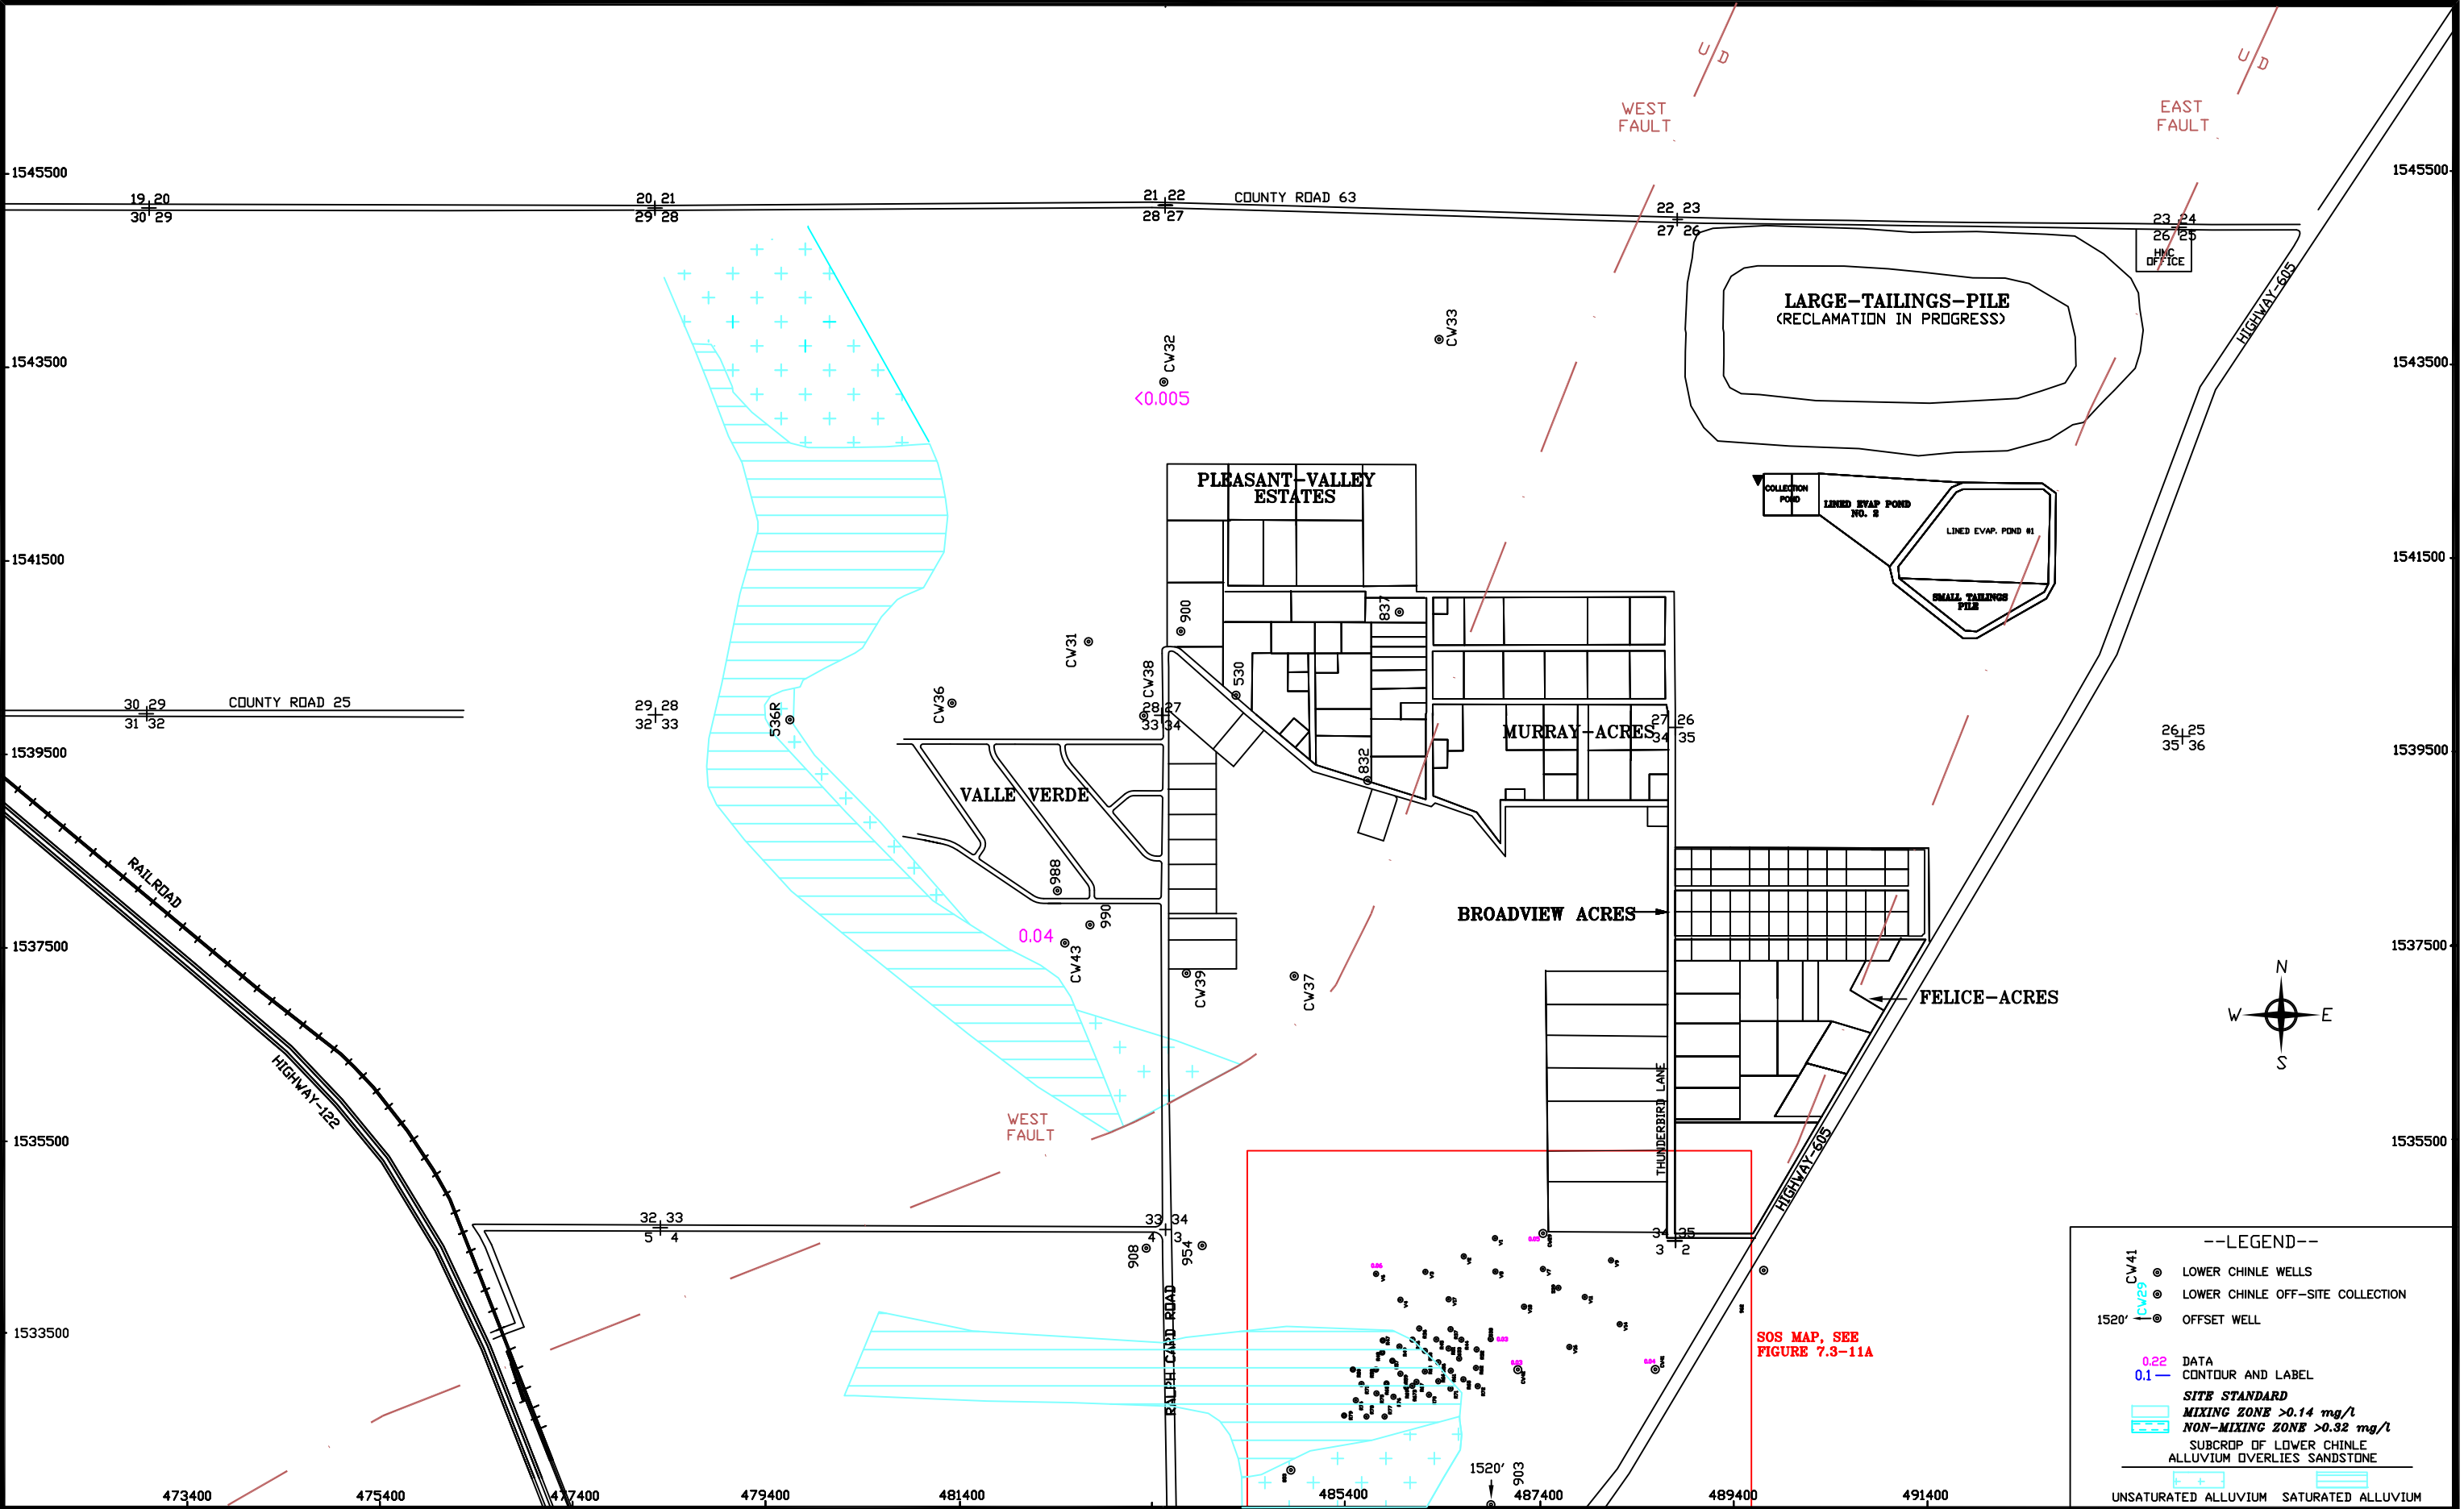 U D
U D
WEST
FAULT
EAST
FAULT
1545500
1545500
19 20
30 29
20 21
29 28
21 22
28 27
COUNTY ROAD 63
22 23
27 26
23 24
26 25
HMC
OFFICE
HIGHWAY-605
LARGE-TAILINGS-PILE
(RECLAMATION IN PROGRESS)
CW33
CW32
<0.005
1543500
1543500
PLEASANT-VALLEY
ESTATES
COLLECTION
POND
LINED EVAP POND
NO. 2
LINED EVAP. POND #1
SMALL TAILINGS
PILE
1541500
1541500
900
837
CW31
CW38
530
CW36
536R
30 29
31 32
COUNTY ROAD 25
29 28
32 33
28 27
33 34
MURRAY-ACRES
27 26
34 35
26 25
35 36
1539500
1539500
832
VALLE VERDE
RAILROAD
988
990
BROADVIEW ACRES
0.04
CW43
1537500
1537500
CW39
CW37
FELICE-ACRES
N
W E
S
HIGHWAY-122
WEST
FAULT
THUNDERBIRD LANE
1535500
1535500
HIGHWAY-605
32 33
5 4
33 34
4 3
34 35
3 2
908
954
RALPH CARD ROAD
0.06
0.03
0.04
1533500
1533500
SOS MAP, SEE
FIGURE 7.3-11A
1520'
903
473400
475400
477400
479400
481400
485400
487400
489400
491400
--LEGEND--
CW41
LOWER CHINLE WELLS
CW29
LOWER CHINLE OFF-SITE COLLECTION
1520'
OFFSET WELL
0.22 DATA
0.1 — CONTOUR AND LABEL
SITE STANDARD
MIXING ZONE >0.14 mg/l
NON-MIXING ZONE >0.32 mg/l
SUBCROP OF LOWER CHINLE
ALLUVIUM OVERLIES SANDSTONE
UNSATURATED ALLUVIUM SATURATED ALLUVIUM